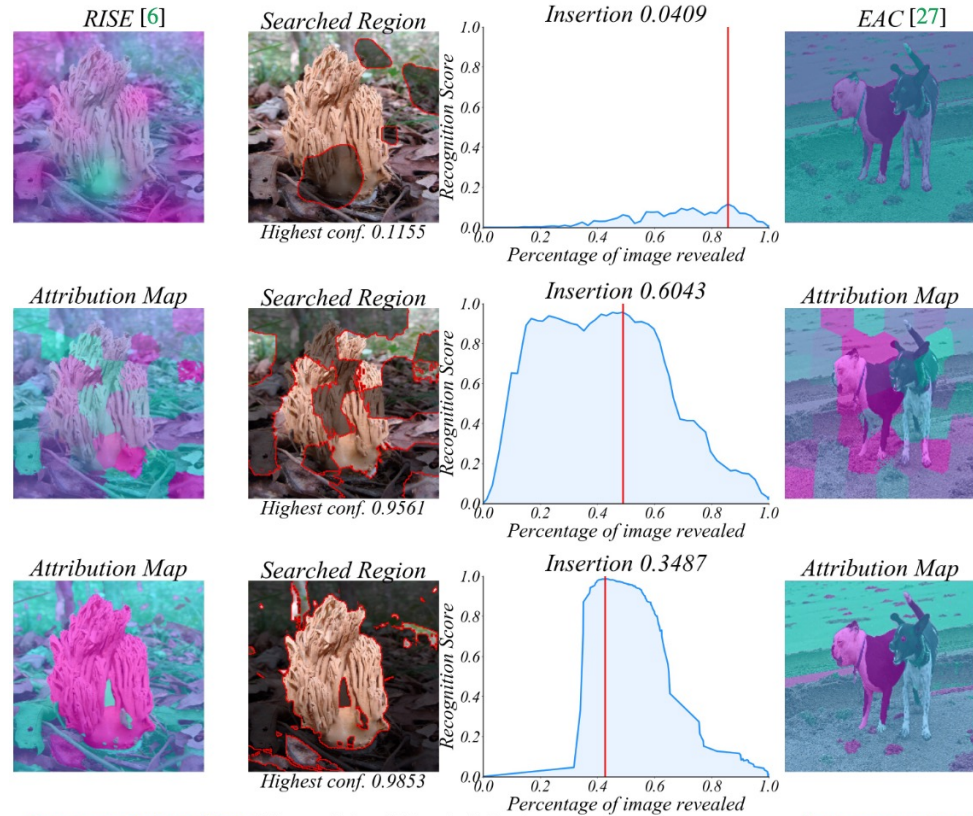 RISE [6]
Searched Region
Insertion 0.0409
EAC [27]
Recognition Score
1.0
0.8
0.6
0.4
0.2
0.0
0.0 0.2 0.4 0.6 0.8 1.0
Percentage of image revealed
Highest conf. 0.1155
Attribution Map
Searched Region
Insertion 0.6043
Attribution Map
Recognition Score
1.0
0.8
0.6
0.4
0.2
0.0
0.0 0.2 0.4 0.6 0.8 1.0
Percentage of image revealed
Highest conf. 0.9561
Attribution Map
Searched Region
Insertion 0.3487
Attribution Map
Recognition Score
1.0
0.8
0.6
0.4
0.2
0.0
0.0 0.2 0.4 0.6 0.8 1.0
Percentage of image revealed
Highest conf. 0.9853